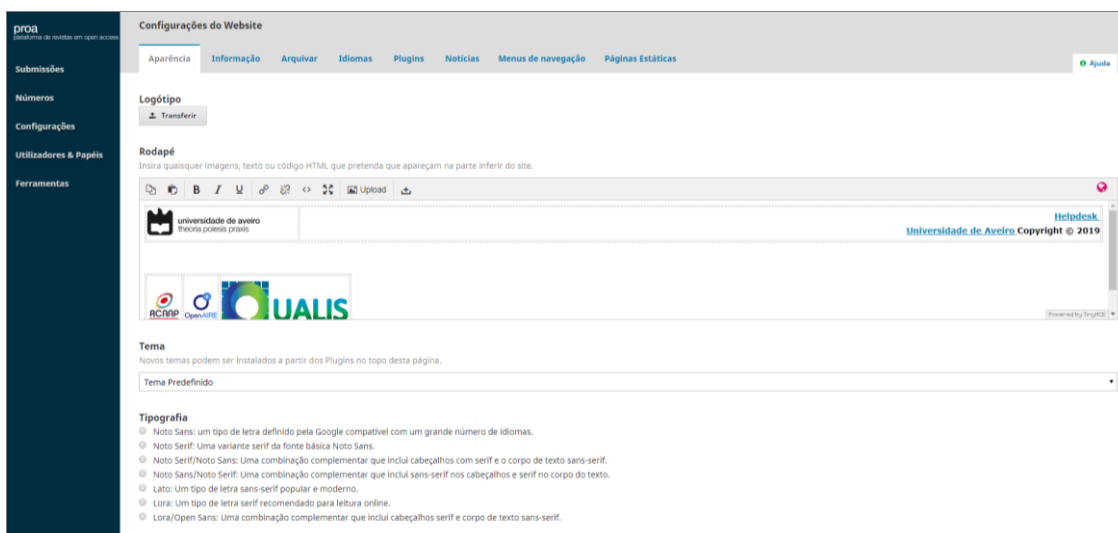 proa
plataforma de revistas em open access
Submissões
Números
Configurações
Utilizadores & Papéis
Ferramentas
Configurações do Website
Aparência Informação Arquivar Idiomas Plugins Notícias Menus de navegação Páginas Estáticas
Ajuda
Logótipo
Transferir
Rodapé
Insira quaisquer imagens, texto ou código HTML que pretenda que apareçam na parte inferir do site.
B I U Upload
universidade de aveiro
theoria poiesis praxis
Helpdesk
Universidade de Aveiro Copyright © 2019
RCAAP OpenAIRE QUALIS
Powered by TinyMCE
Tema
Novos temas podem ser instalados a partir dos Plugins no topo desta página.
Tema Predefinido
Tipografia
Noto Sans: um tipo de letra definido pela Google compatível com um grande número de idiomas.
Noto Serif: Uma variante serif da fonte básica Noto Sans.
Noto Serif/Noto Sans: Uma combinação complementar que inclui cabeçalhos com serif e o corpo de texto sans-serif.
Noto Sans/Noto Serif: Uma combinação complementar que inclui sans-serif nos cabeçalhos e serif no corpo do texto.
Lato: Um tipo de letra sans-serif popular e moderno.
Lora: Um tipo de letra serif recomendado para leitura online.
Lora/Open Sans: Uma combinação complementar que inclui cabeçalhos serif e corpo de texto sans-serif.